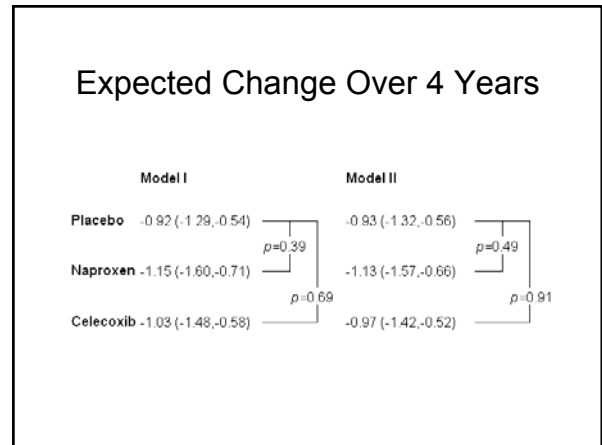 Expected Change Over 4 Years
Model I Model II
Placebo -0.92 (-1.29,-0.54) -0.93 (-1.32,-0.56)
p=0.39 p=0.49
Naproxen -1.15 (-1.60,-0.71) -1.13 (-1.57,-0.66)
p=0.69 p=0.91
Celecoxib -1.03 (-1.48,-0.58) -0.97 (-1.42,-0.52)